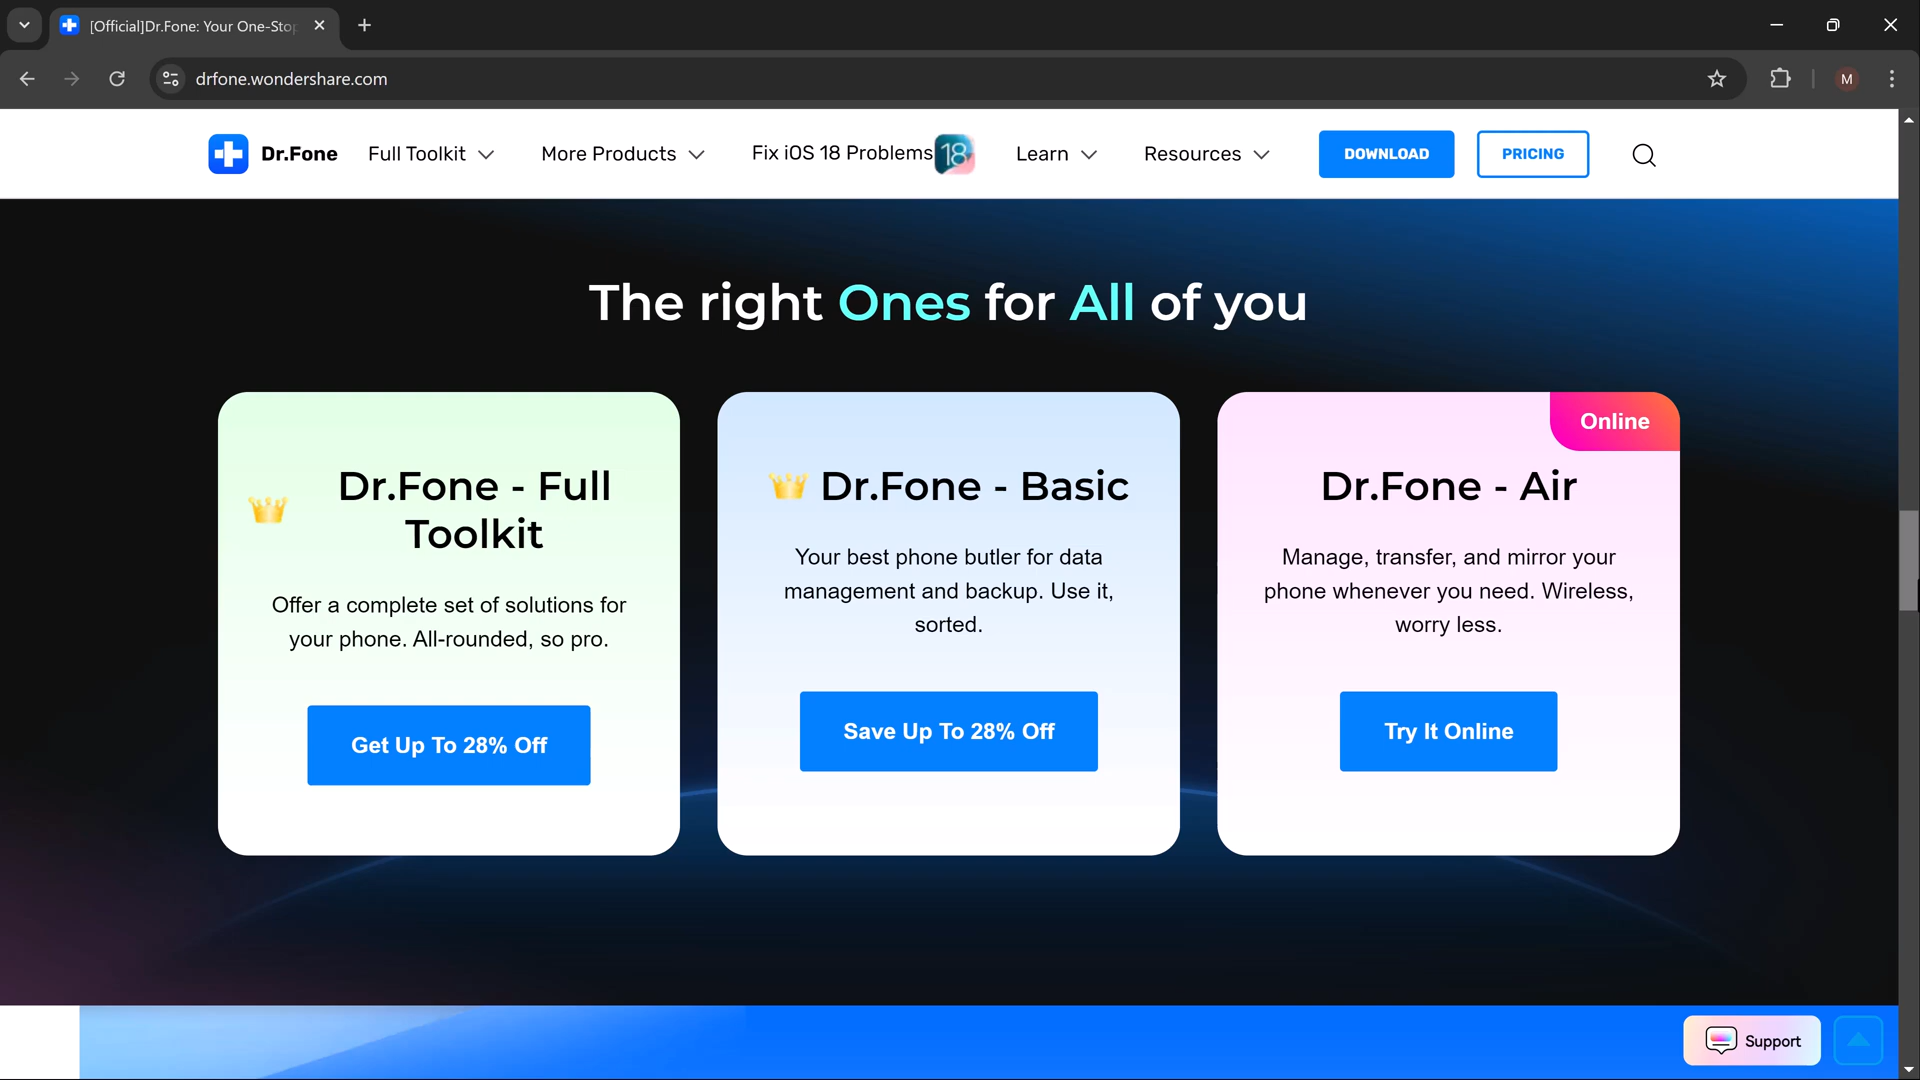 [Official]Dr.Fone: Your One-Stop
drfone.wondershare.com
M
Dr.Fone
Full Toolkit
More Products
Fix iOS 18 Problems
18
Learn
Resources
DOWNLOAD
PRICING
The right Ones for All of you
Dr.Fone - Full
Toolkit
Offer a complete set of solutions for
your phone. All-rounded, so pro.
Get Up To 28% Off
Dr.Fone - Basic
Your best phone butler for data
management and backup. Use it,
sorted.
Save Up To 28% Off
Online
Dr.Fone - Air
Manage, transfer, and mirror your
phone whenever you need. Wireless,
worry less.
Try It Online
Support